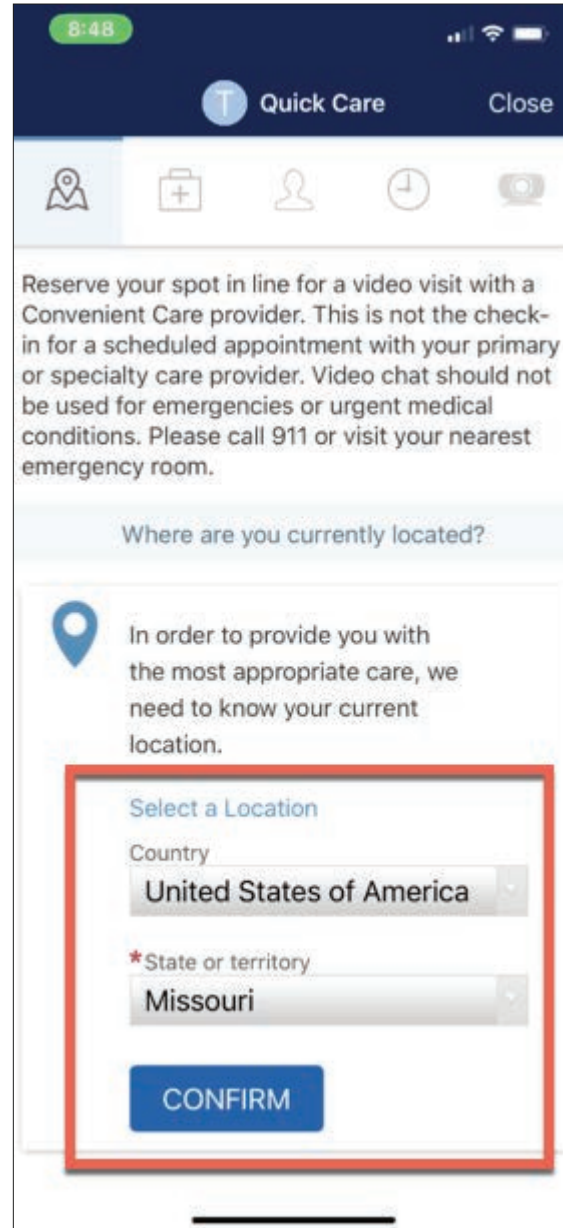 8:48
T Quick Care Close
Reserve your spot in line for a video visit with a
Convenient Care provider. This is not the check-
in for a scheduled appointment with your primary
or specialty care provider. Video chat should not
be used for emergencies or urgent medical
conditions. Please call 911 or visit your nearest
emergency room.
Where are you currently located?
In order to provide you with
the most appropriate care, we
need to know your current
location.
Select a Location
Country
United States of America
*State or territory
Missouri
CONFIRM